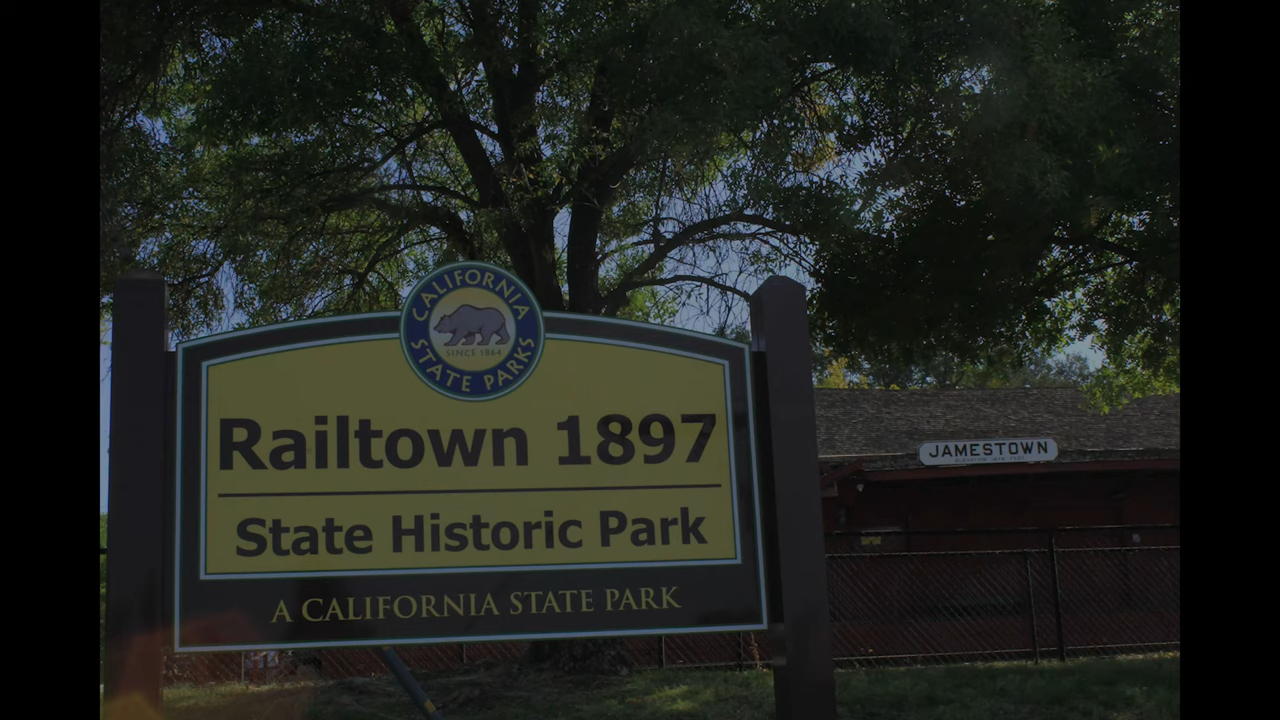 CALIFORNIA
SINCE 1864
STATE PARKS
Railtown 1897
State Historic Park
A CALIFORNIA STATE PARK
JAMESTOWN